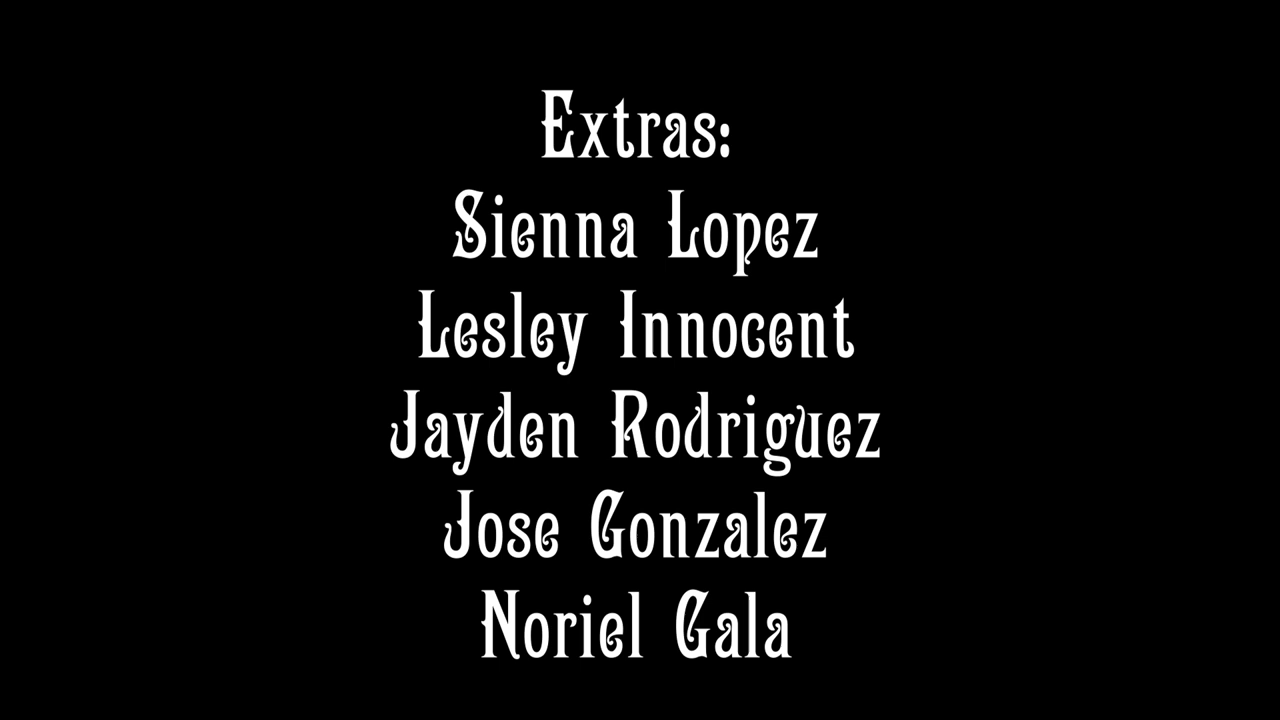 Extras:
Sienna Lopez
Lesley Innocent
Jayden Rodriguez
Jose Gonzalez
Noriel Gala